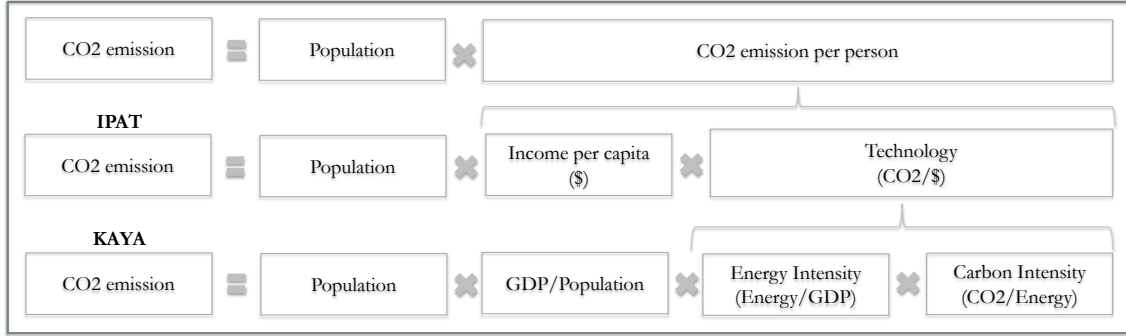 CO2 emission = Population × CO2 emission per person
IPAT
CO2 emission = Population × Income per capita ($) × Technology (CO2/$)
KAYA
CO2 emission = Population × GDP/Population × Energy Intensity (Energy/GDP) × Carbon Intensity (CO2/Energy)